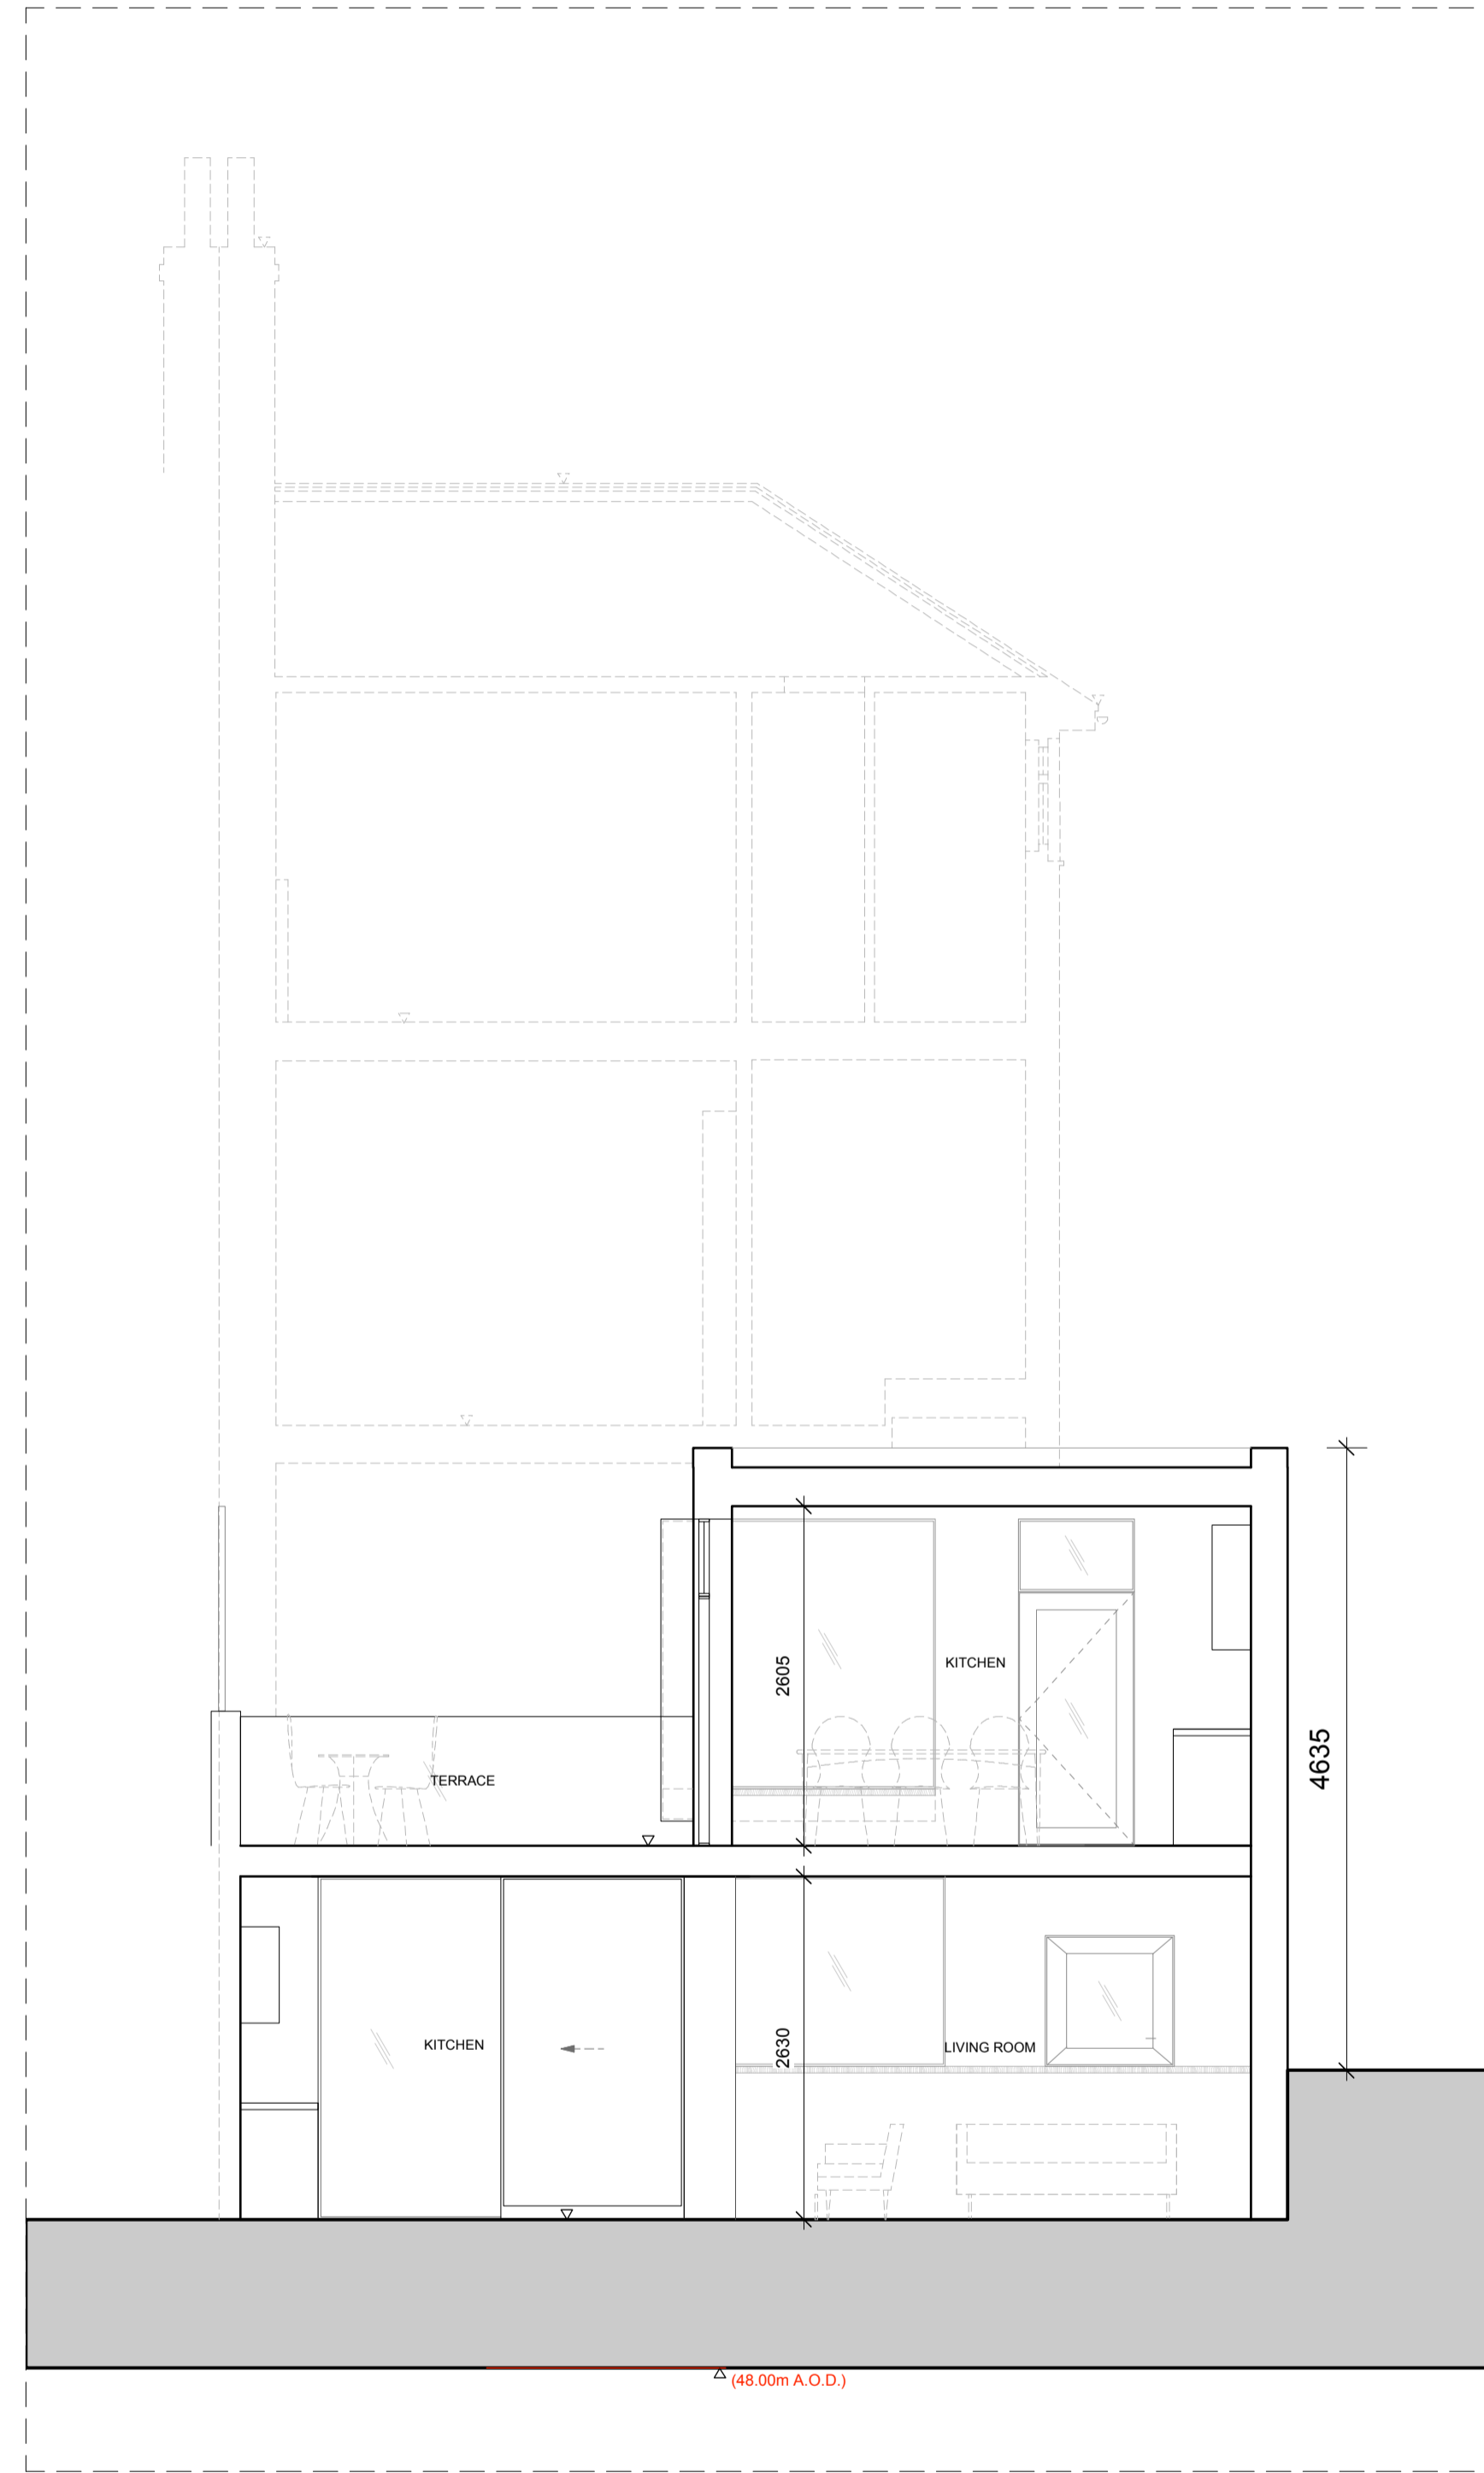 2605
KITCHEN
4635
TERRACE
KITCHEN
2630
LIVING ROOM
(48.00m A.O.D.)